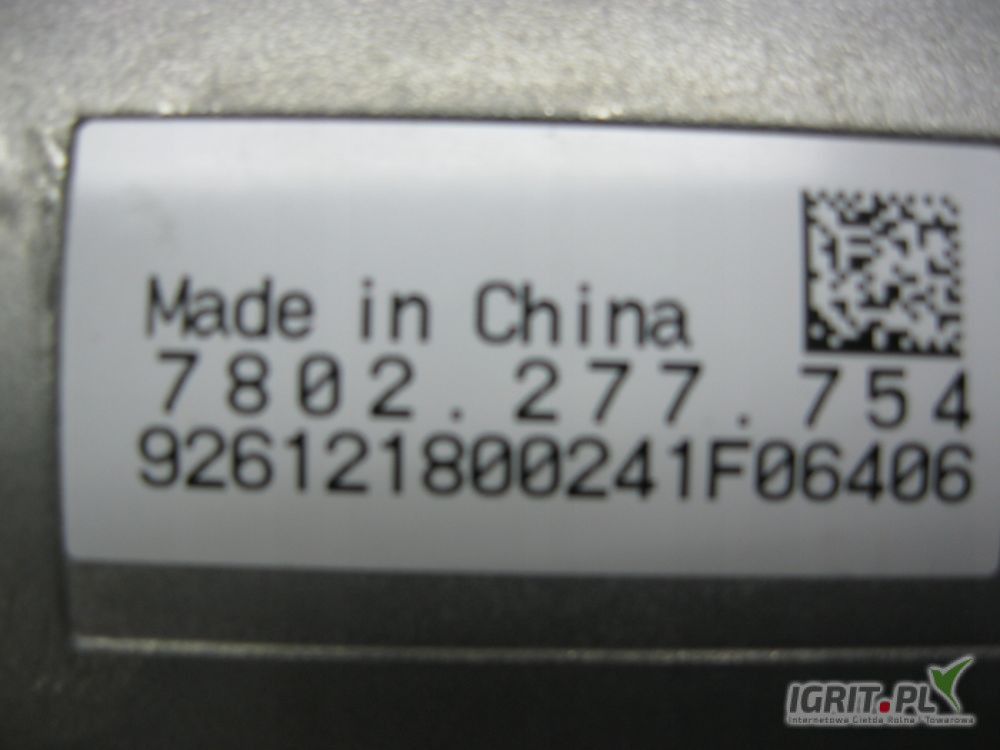 Made in China
7802.277.754
926121800241F06406
IGRIT.PL
Internetowa Giełda Rolna i Towarowa